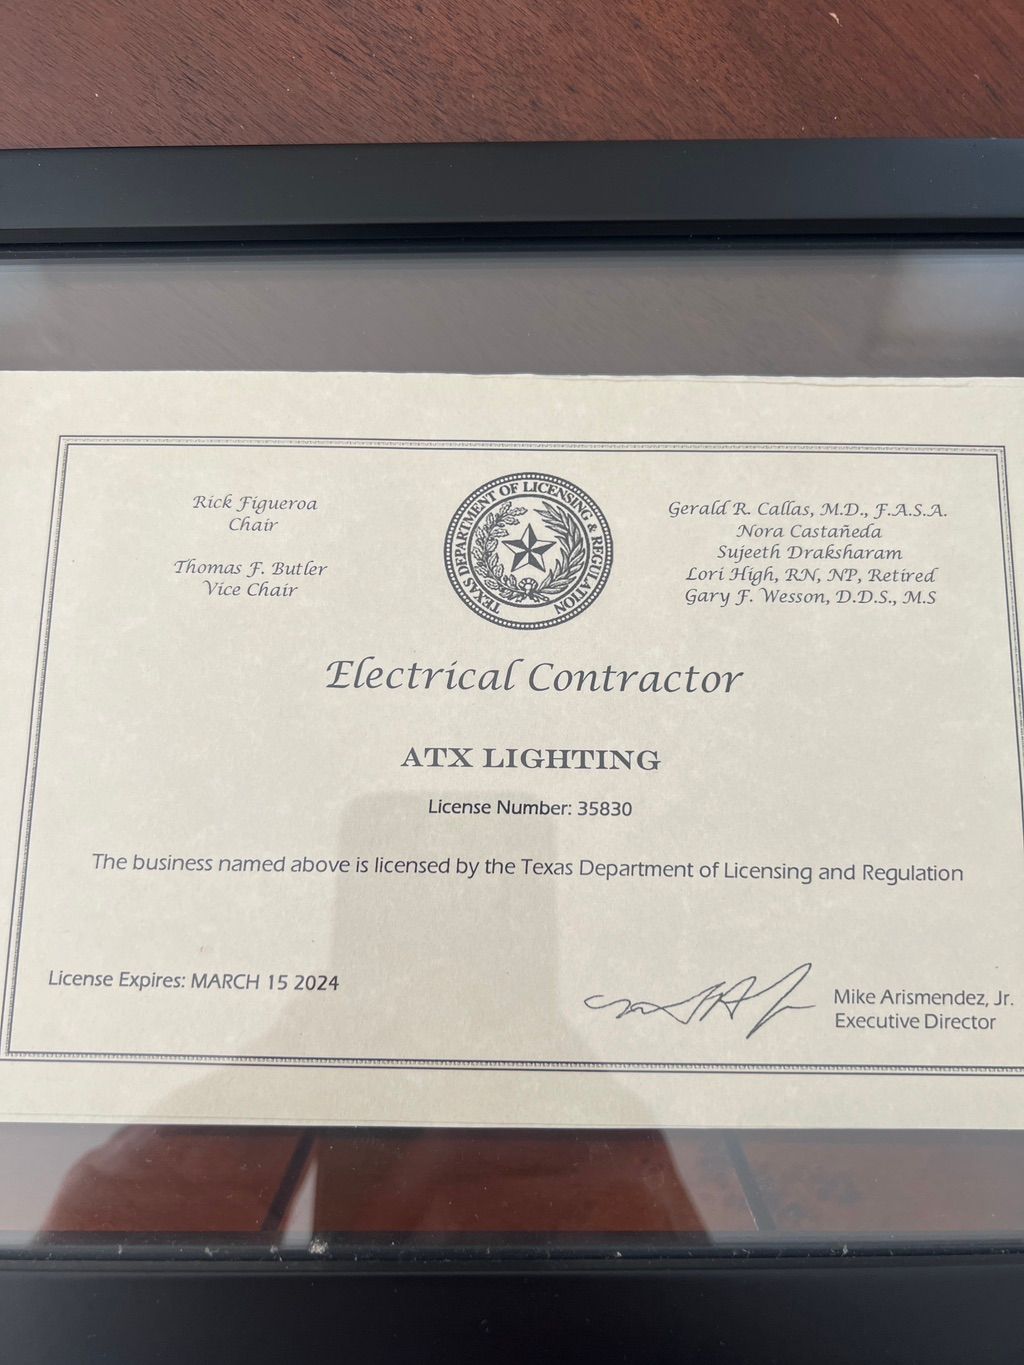 Rick Figueroa
Chair
Thomas F. Butler
Vice Chair
TEXAS DEPARTMENT OF LICENSING & REGULATION
Gerald R. Callas, M.D., F.A.S.A.
Nora Castañeda
Sujeeth Draksharam
Lori High, RN, NP, Retired
Gary F. Wesson, D.D.S., M.S
Electrical Contractor
ATX LIGHTING
License Number: 35830
The business named above is licensed by the Texas Department of Licensing and Regulation
License Expires: MARCH 15 2024
Mike Arismendez, Jr.
Executive Director